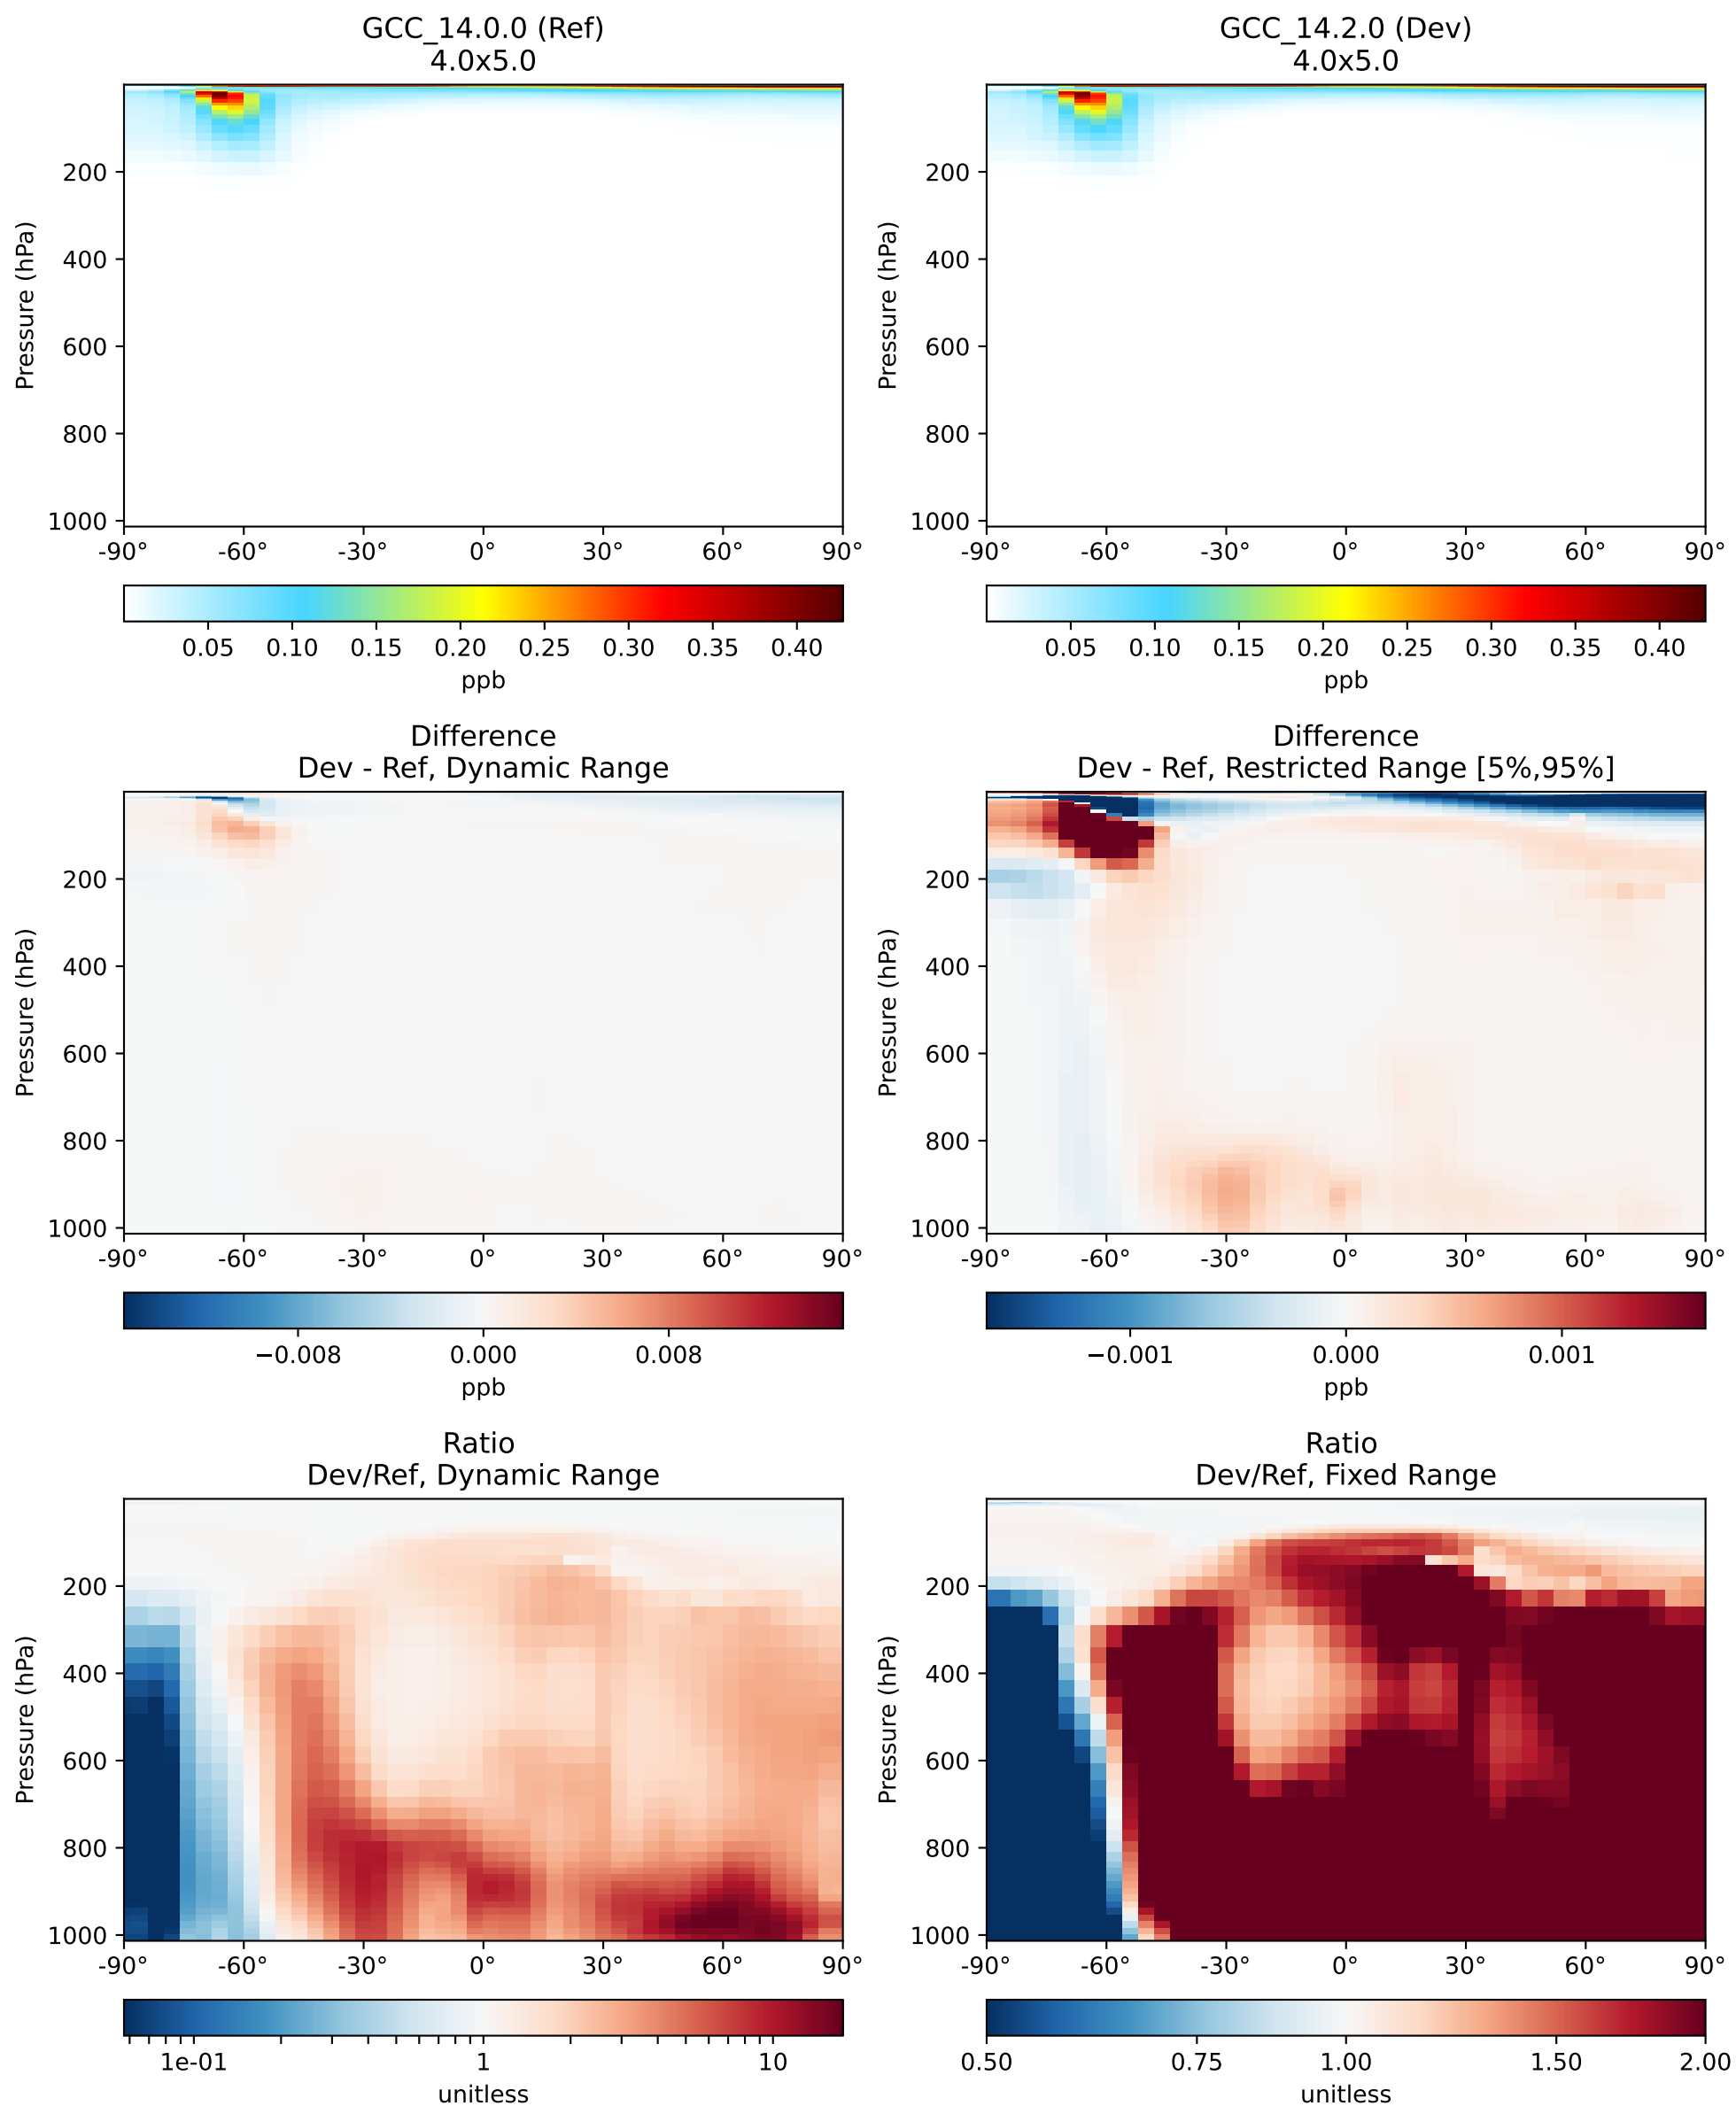 GCC_14.0.0 (Ref)
4.0x5.0
Pressure (hPa)
200
400
600
800
1000
-90° -60° -30° 0° 30° 60° 90°
0.05 0.10 0.15 0.20 0.25 0.30 0.35 0.40
ppb
GCC_14.2.0 (Dev)
4.0x5.0
Pressure (hPa)
200
400
600
800
1000
-90° -60° -30° 0° 30° 60° 90°
0.05 0.10 0.15 0.20 0.25 0.30 0.35 0.40
ppb
Difference
Dev - Ref, Dynamic Range
Pressure (hPa)
200
400
600
800
1000
-90° -60° -30° 0° 30° 60° 90°
−0.008 0.000 0.008
ppb
Difference
Dev - Ref, Restricted Range [5%,95%]
Pressure (hPa)
200
400
600
800
1000
-90° -60° -30° 0° 30° 60° 90°
−0.001 0.000 0.001
ppb
Ratio
Dev/Ref, Dynamic Range
Pressure (hPa)
200
400
600
800
1000
-90° -60° -30° 0° 30° 60° 90°
1e-01 1 10
unitless
Ratio
Dev/Ref, Fixed Range
Pressure (hPa)
200
400
600
800
1000
-90° -60° -30° 0° 30° 60° 90°
0.50 0.75 1.00 1.50 2.00
unitless